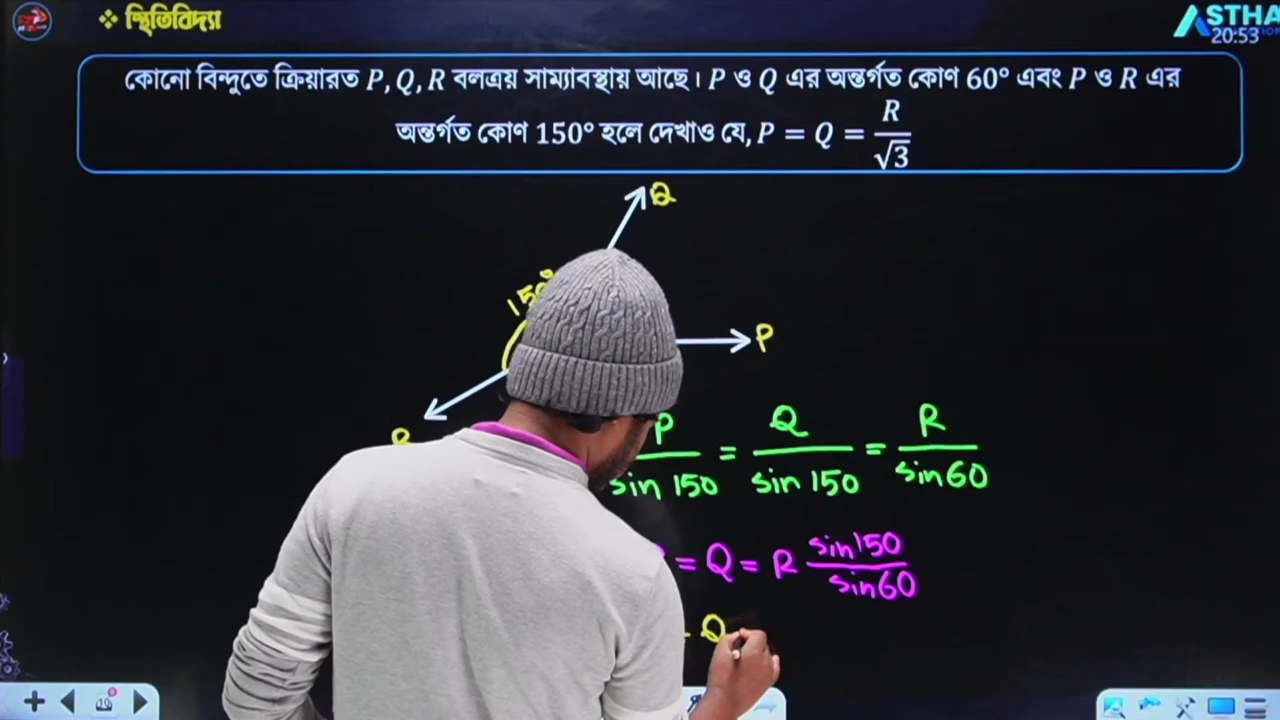 ❖ স্থিতিবিদ্যা
ASTHA
20:53
কোনো বিন্দুতে ক্রিয়ারত P, Q, R বলত্রয় সাম্যাবস্থায় আছে। P ও Q এর অন্তর্গত কোণ 60° এবং P ও R এর
অন্তর্গত কোণ 150° হলে দেখাও যে, P = Q = R/√3
Q
150°
P
P/sin 150 = Q/sin 150 = R/sin60
= Q = R sin150/sin60
Q